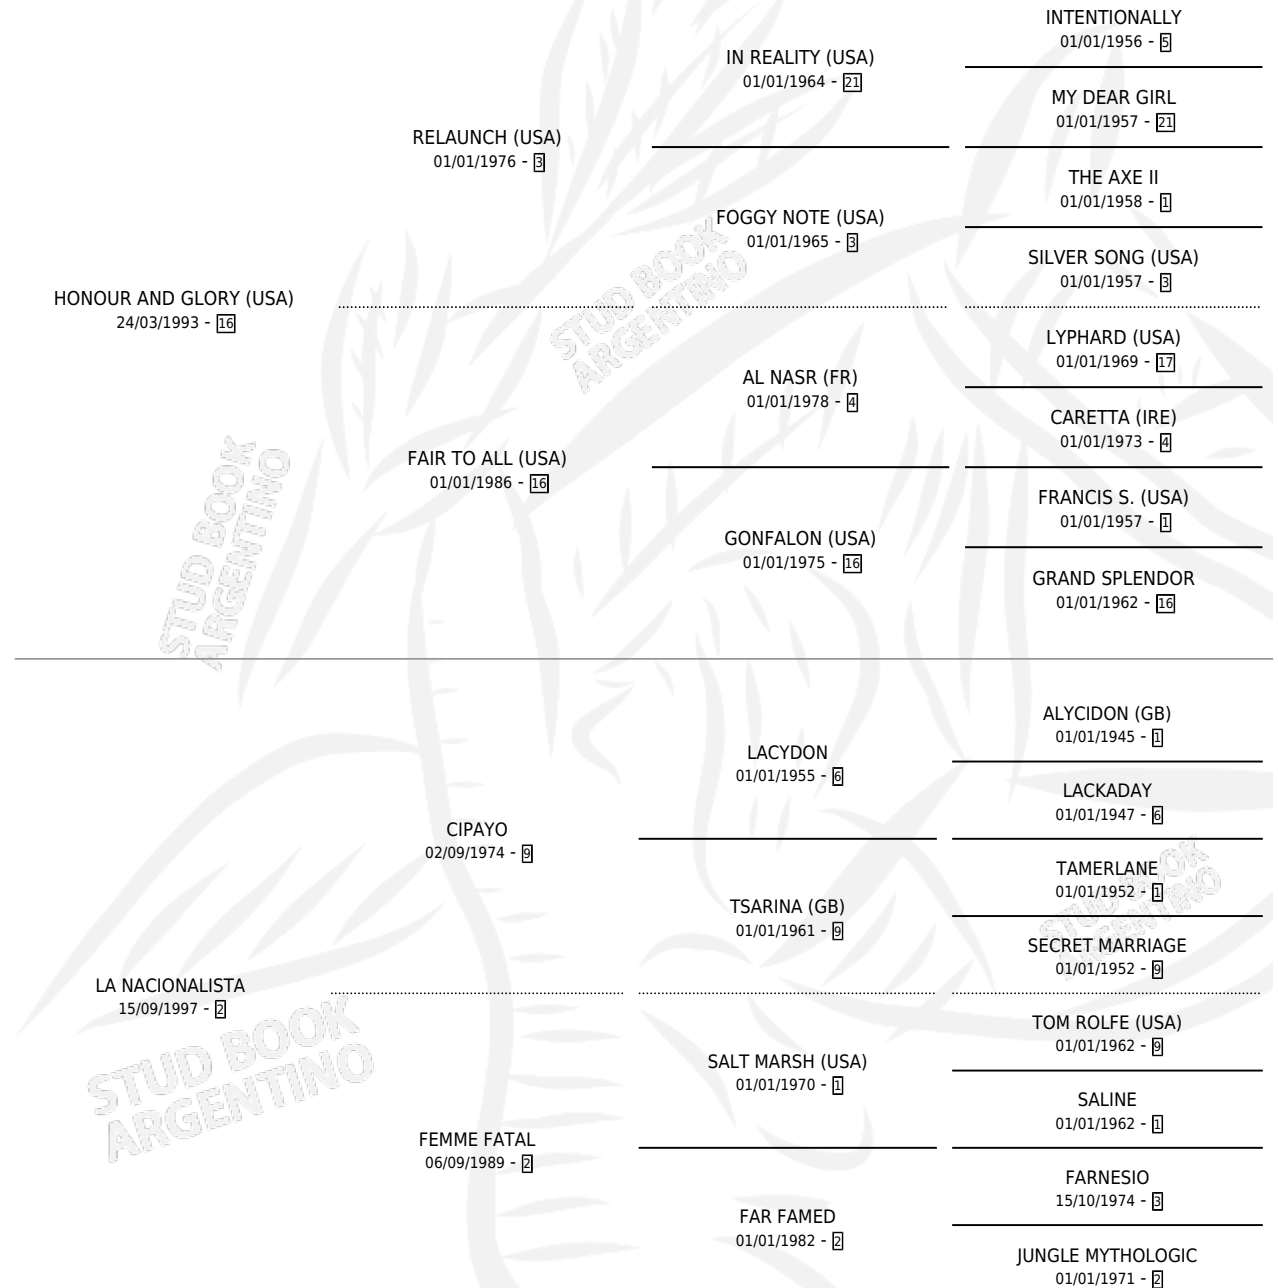 INTENTIONALLY
01/01/1956 - 5
IN REALITY (USA)
01/01/1964 - 21
MY DEAR GIRL
01/01/1957 - 21
RELAUNCH (USA)
01/01/1976 - 3
THE AXE II
01/01/1958 - 1
FOGGY NOTE (USA)
01/01/1965 - 3
SILVER SONG (USA)
01/01/1957 - 3
HONOUR AND GLORY (USA)
24/03/1993 - 16
LYPHARD (USA)
01/01/1969 - 17
AL NASR (FR)
01/01/1978 - 4
CARETTA (IRE)
01/01/1973 - 4
FAIR TO ALL (USA)
01/01/1986 - 16
FRANCIS S. (USA)
01/01/1957 - 1
GONFALON (USA)
01/01/1975 - 16
GRAND SPLENDOR
01/01/1962 - 16
ALYCIDON (GB)
01/01/1945 - 1
LACYDON
01/01/1955 - 6
LACKADAY
01/01/1947 - 6
CIPAYO
02/09/1974 - 9
TAMERLANE
01/01/1952 - 1
TSARINA (GB)
01/01/1961 - 9
SECRET MARRIAGE
01/01/1952 - 9
LA NACIONALISTA
15/09/1997 - 2
TOM ROLFE (USA)
01/01/1962 - 9
SALT MARSH (USA)
01/01/1970 - 1
SALINE
01/01/1962 - 1
FEMME FATAL
06/09/1989 - 2
FARNESIO
15/10/1974 - 3
FAR FAMED
01/01/1982 - 2
JUNGLE MYTHOLOGIC
01/01/1971 - 2
STUD BOOK
ARGENTINO
STUD BOOK
ARGENTINO
STUD BOOK
ARGENTINO
STUD BOOK
ARGENTINO